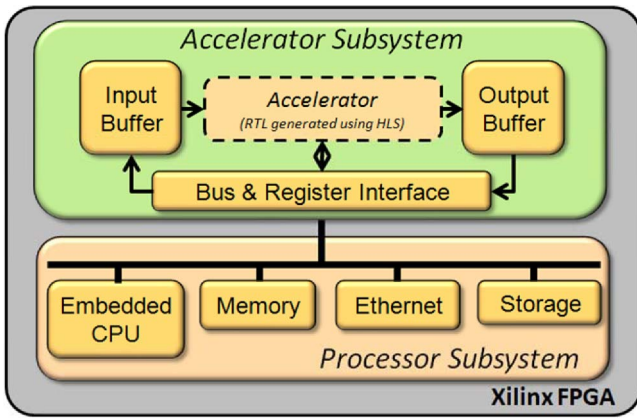 Accelerator Subsystem
Input
Buffer
Accelerator
(RTL generated using HLS)
Output
Buffer
Bus & Register Interface
Embedded
CPU
Memory
Ethernet
Storage
Processor Subsystem
Xilinx FPGA